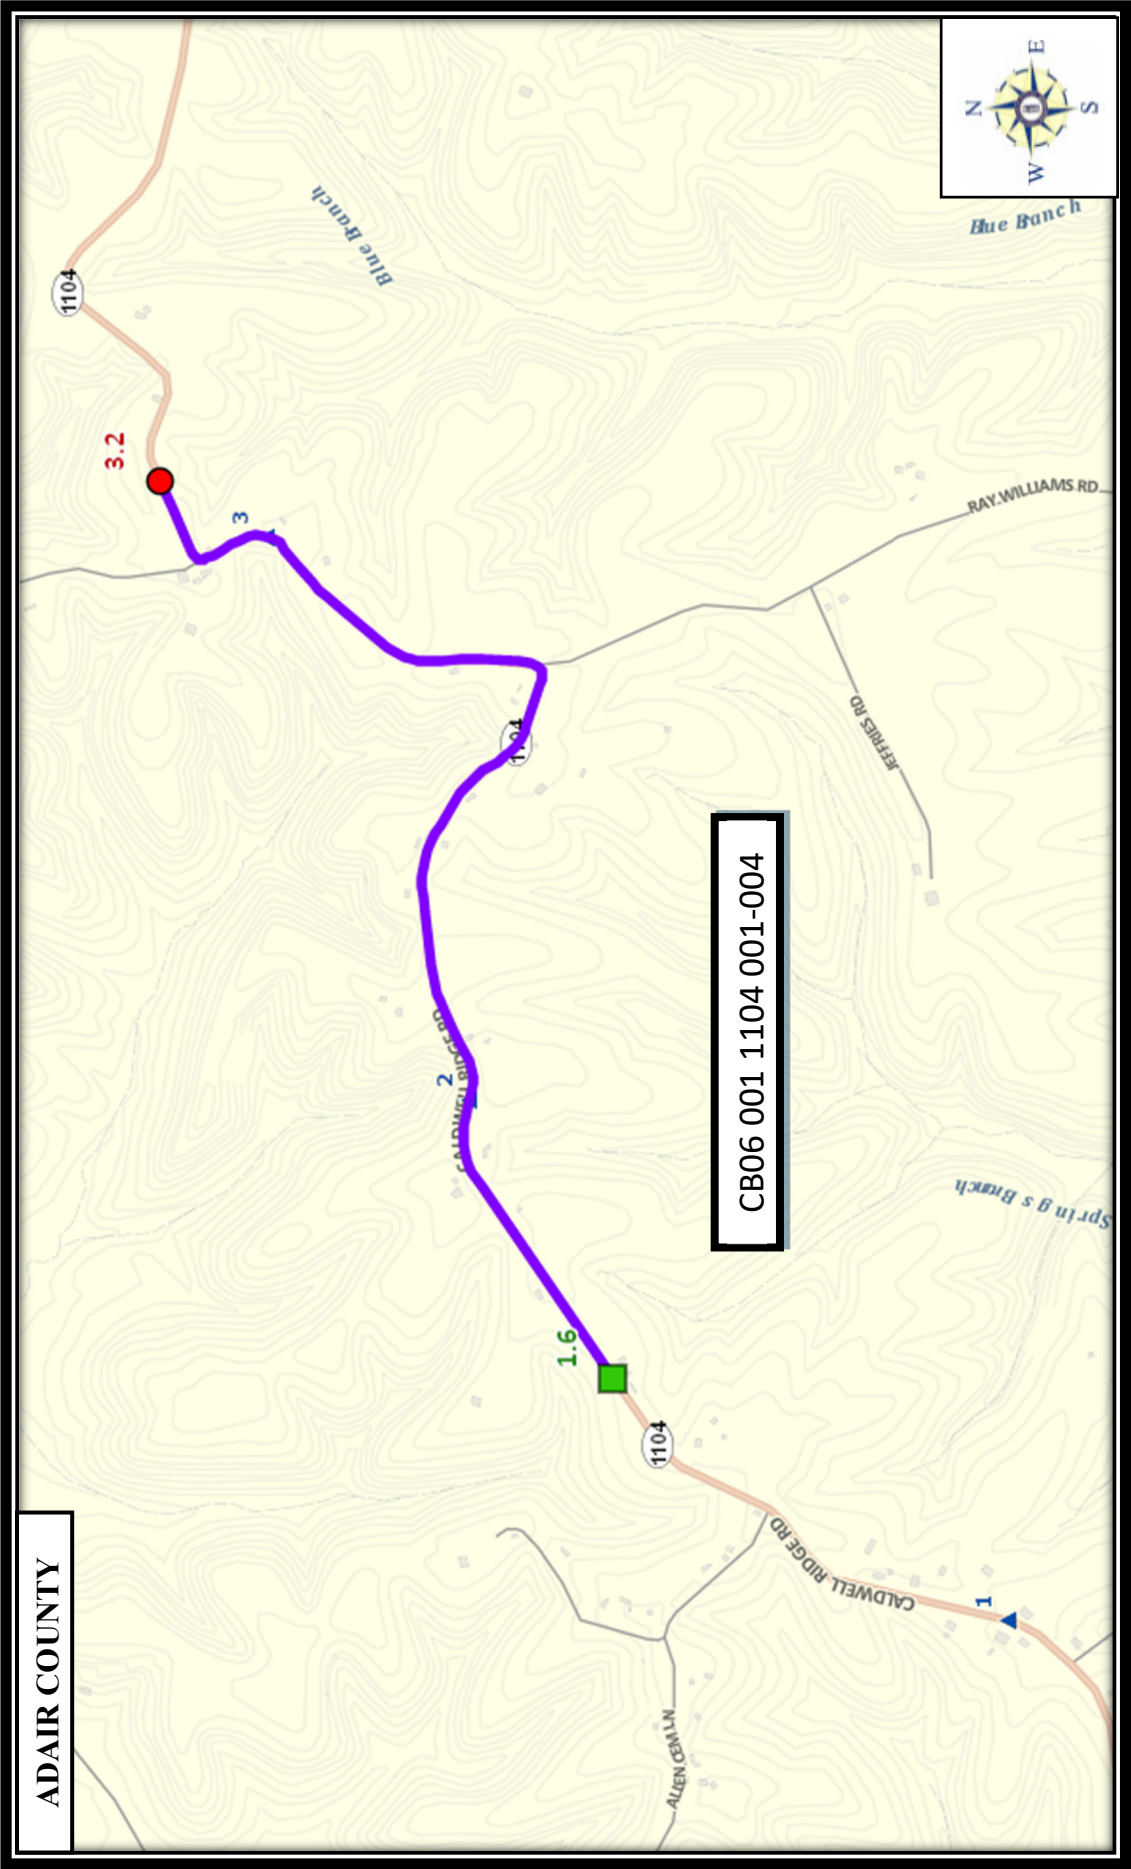 ADAIR COUNTY
1104
3.2
3
Blue Branch
N
E
S
W
Blue Branch
RAY WILLIAMS RD
JEFFRIES RD
1104
CALDWELL RIDGE RD
2
CB06 001 1104 001-004
Springs Branch
1.6
1104
CALDWELL RIDGE RD
1
ALLEN CEM LN